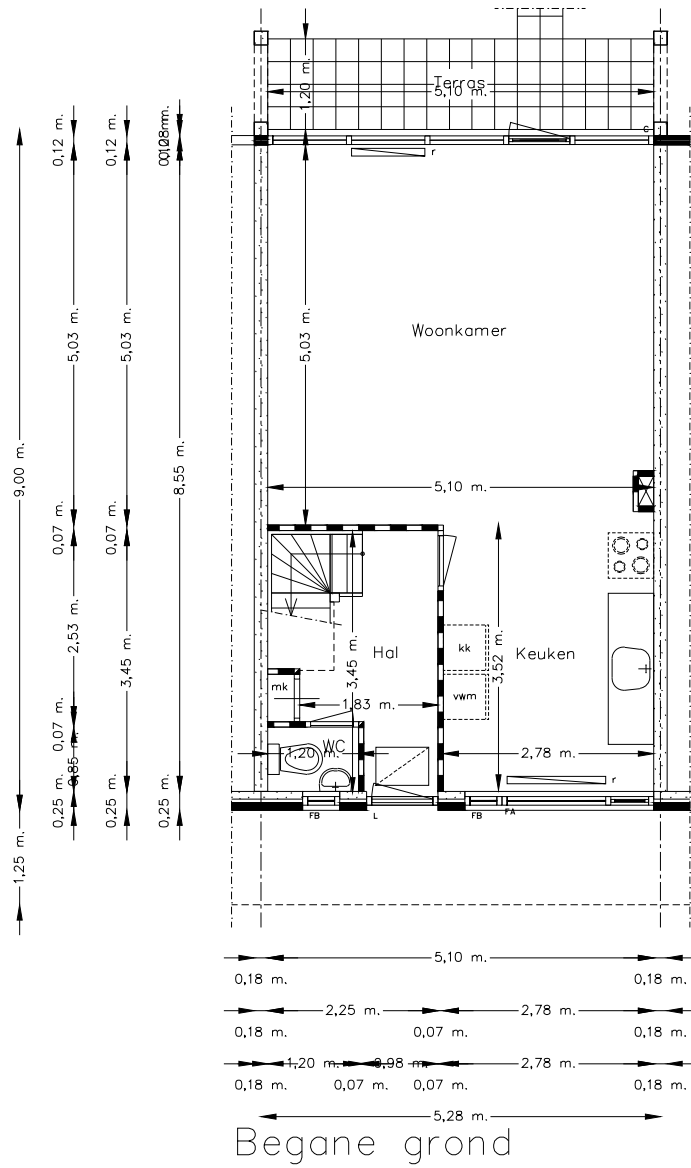 Terras
5,10 m.
1,20 m.
c
r
0,12 m.
0,12 m.
Woonkamer
5,03 m.
5,03 m.
5,03 m.
9,00 m.
8,55 m.
5,10 m.
0,07 m.
0,07 m.
2,53 m.
3,45 m.
3,45 m.
3,52 m.
Hal
kk
Keuken
mk
vwm
1,83 m.
0,07 m.
WC
1,20 m.
2,78 m.
0,85 m.
r
0,25 m.
0,25 m.
0,25 m.
FB
L
FB
FA
1,25 m.
5,10 m.
0,18 m.
0,18 m.
2,25 m.
2,78 m.
0,18 m.
0,07 m.
0,18 m.
1,20 m.
0,98 m.
2,78 m.
0,18 m.
0,07 m.
0,07 m.
0,18 m.
5,28 m.
Begane grond